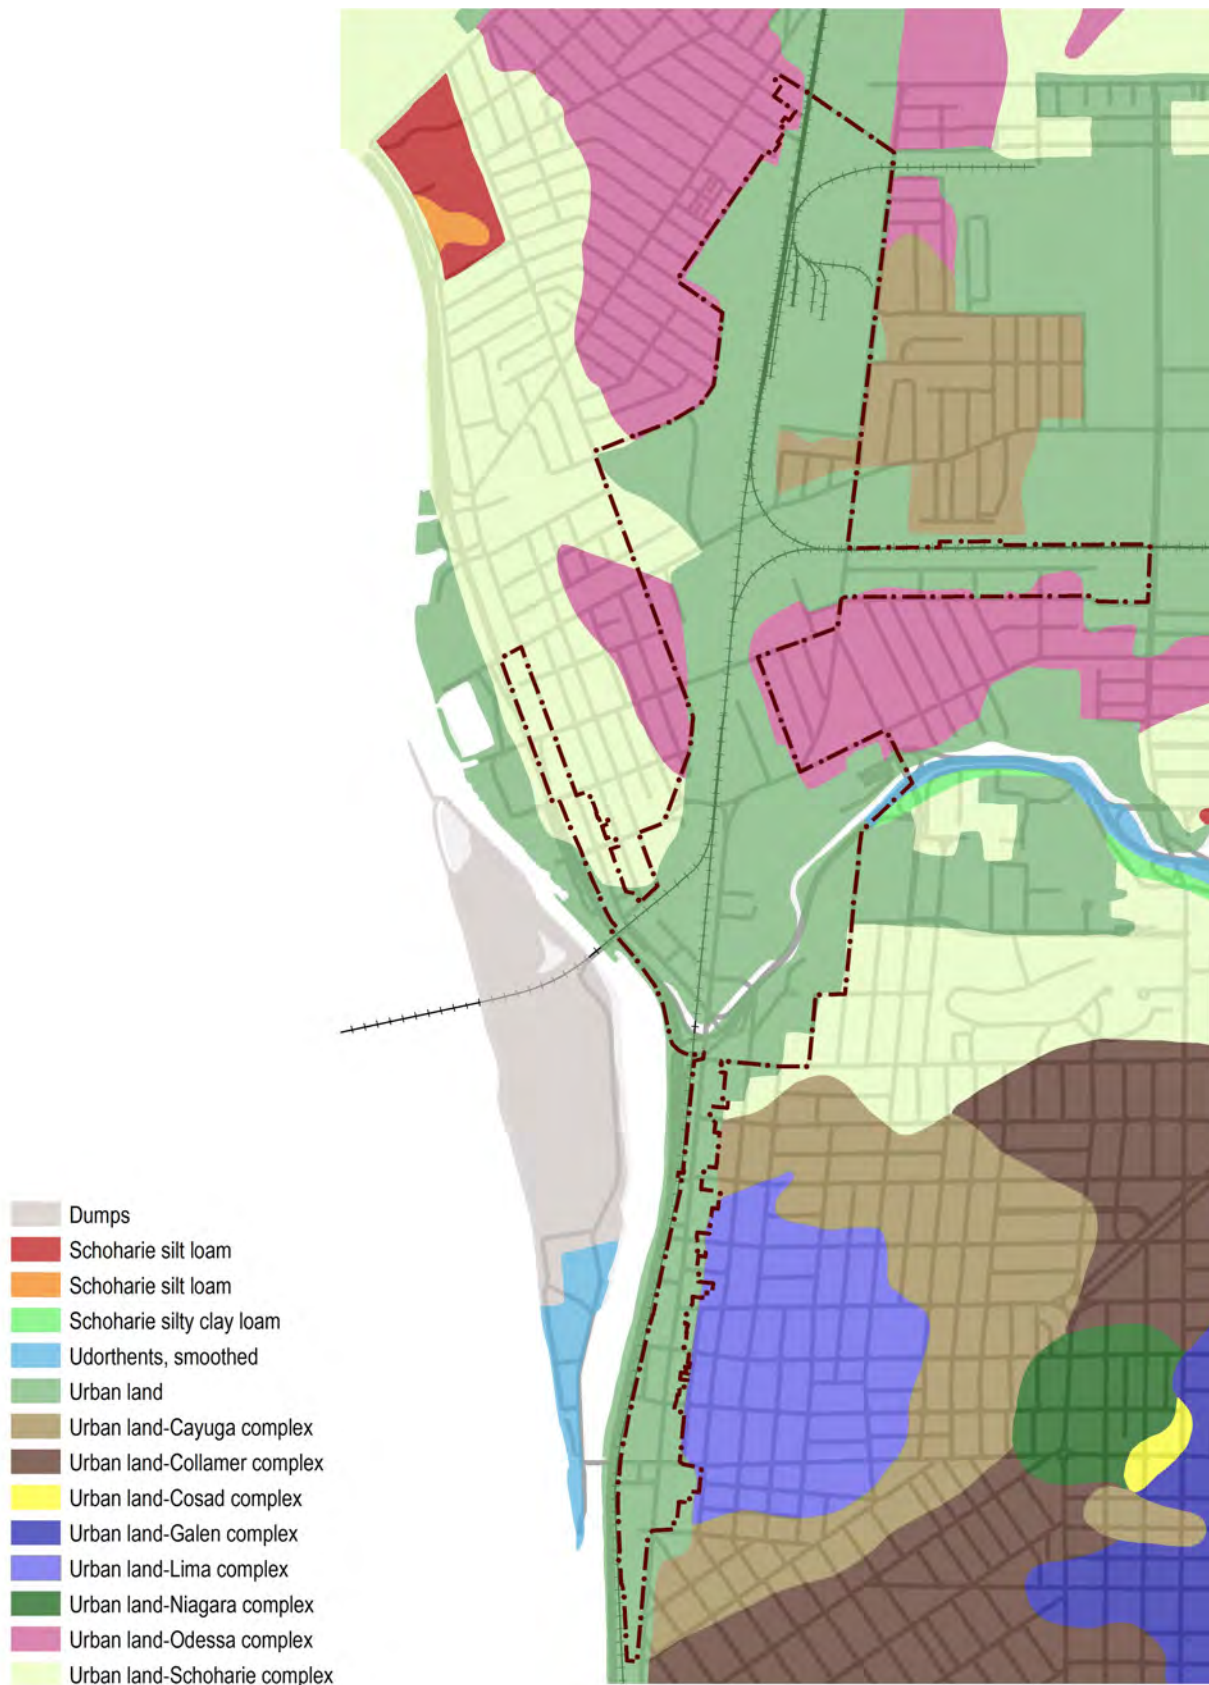 Dumps
Schoharie silt loam
Schoharie silt loam
Schoharie silty clay loam
Udorthents, smoothed
Urban land
Urban land-Cayuga complex
Urban land-Collamer complex
Urban land-Cosad complex
Urban land-Galen complex
Urban land-Lima complex
Urban land-Niagara complex
Urban land-Odessa complex
Urban land-Schoharie complex